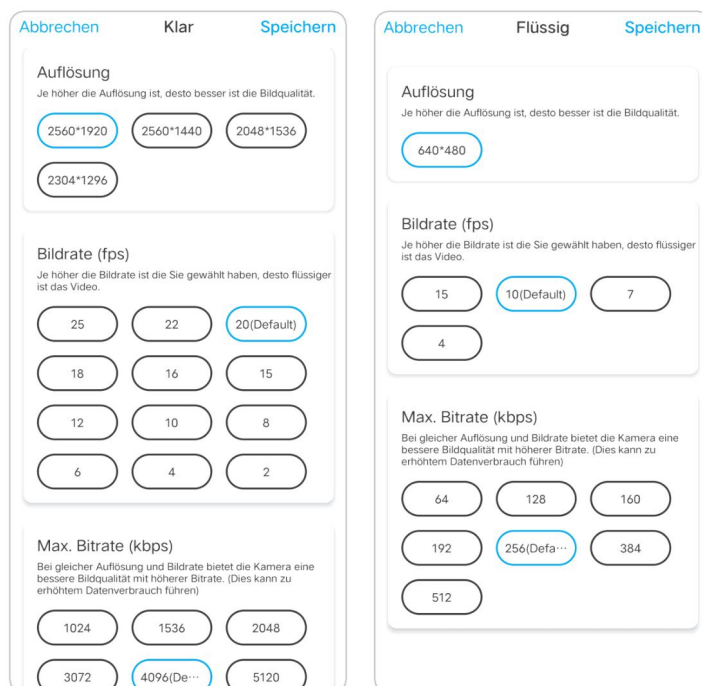 Abbrechen Klar Speichern
Auflösung
Je höher die Auflösung ist, desto besser ist die Bildqualität.
2560*1920 2560*1440 2048*1536
2304*1296
Bildrate (fps)
Je höher die Bildrate ist die Sie gewählt haben, desto flüssiger
ist das Video.
25 22 20(Default)
18 16 15
12 10 8
6 4 2
Max. Bitrate (kbps)
Bei gleicher Auflösung und Bildrate bietet die Kamera eine
bessere Bildqualität mit höherer Bitrate. (Dies kann zu
erhöhtem Datenverbrauch führen)
1024 1536 2048
3072 4096(De··· 5120
Abbrechen Flüssig Speichern
Auflösung
Je höher die Auflösung ist, desto besser ist die Bildqualität.
640*480
Bildrate (fps)
Je höher die Bildrate ist die Sie gewählt haben, desto flüssiger
ist das Video.
15 10(Default) 7
4
Max. Bitrate (kbps)
Bei gleicher Auflösung und Bildrate bietet die Kamera eine
bessere Bildqualität mit höherer Bitrate. (Dies kann zu
erhöhtem Datenverbrauch führen)
64 128 160
192 256(Defa··· 384
512